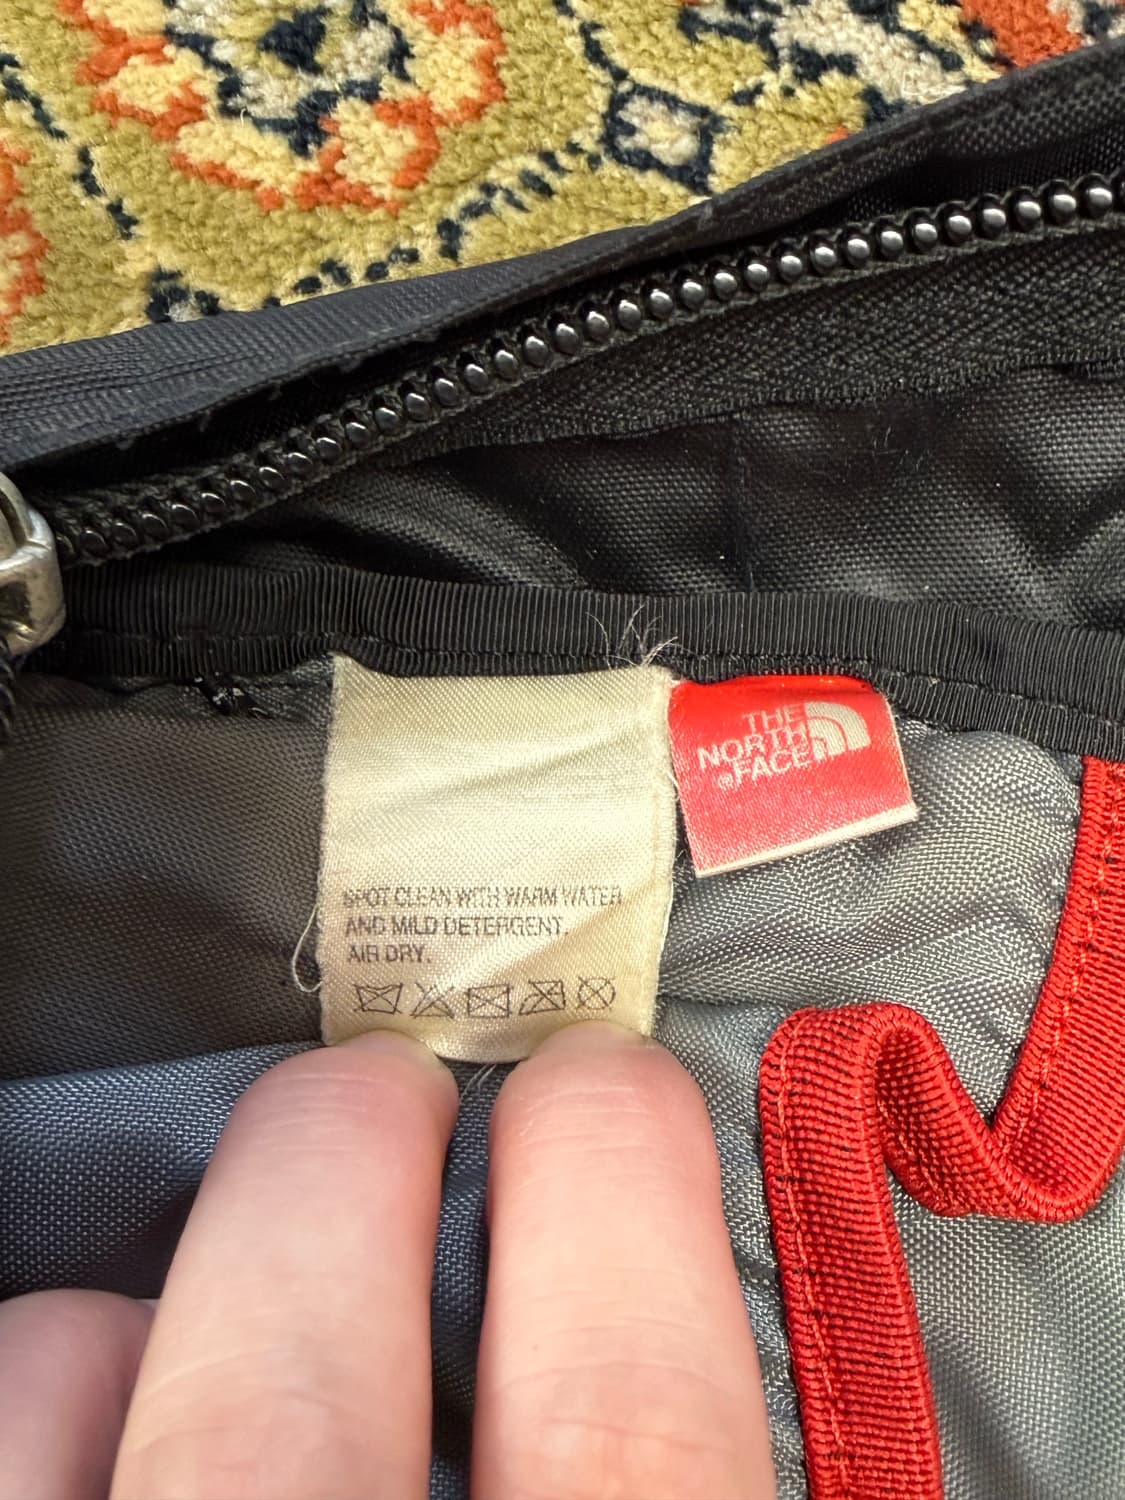 SPOT CLEAN WITH WARM WATER
AND MILD DETERGENT.
AIR DRY.
THE
NORTH
FACE®